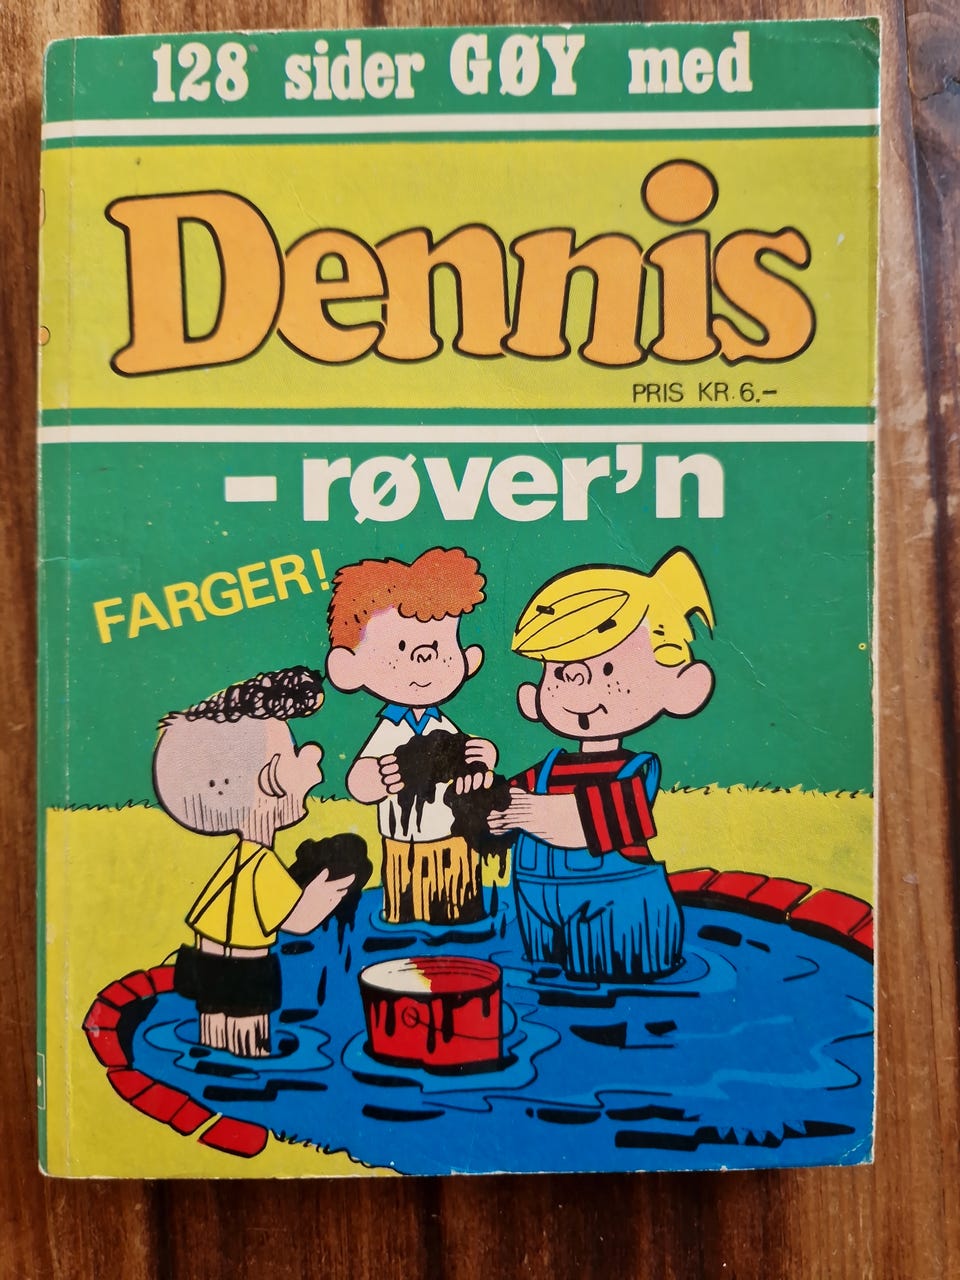 128 sider GØY med
Dennis
PRIS KR. 6.-
- røver'n
FARGER!